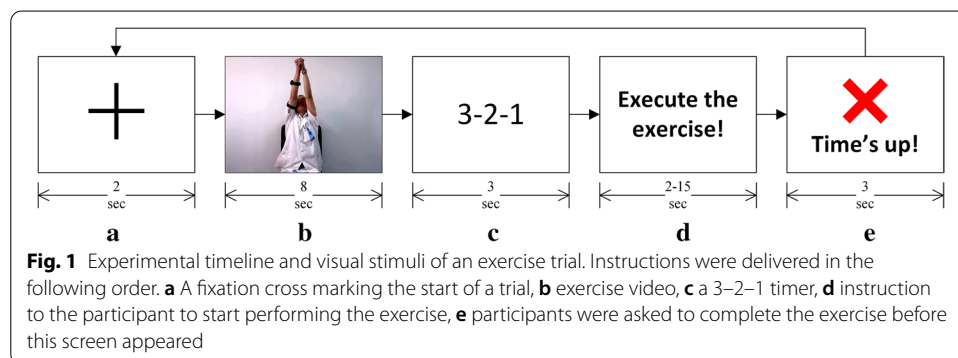 3-2-1
Execute the
exercise!
Time's up!
2
sec
8
sec
3
sec
2-15
sec
3
sec
a
b
c
d
e
Fig. 1 Experimental timeline and visual stimuli of an exercise trial. Instructions were delivered in the
following order. a A fixation cross marking the start of a trial, b exercise video, c a 3–2–1 timer, d instruction
to the participant to start performing the exercise, e participants were asked to complete the exercise before
this screen appeared